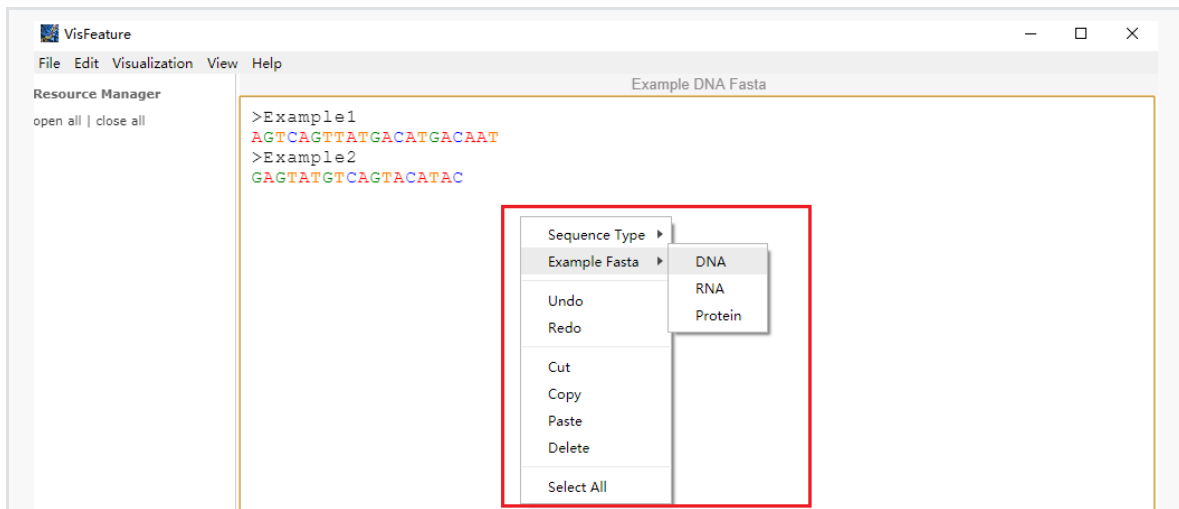 VisFeature
File Edit Visualization View Help
Resource Manager
open all | close all
Example DNA Fasta
>Example1
AGTCAGTTATGACATGACAAT
>Example2
GAGTATGTCAGTACATAC
Sequence Type
Example Fasta
DNA
RNA
Protein
Undo
Redo
Cut
Copy
Paste
Delete
Select All